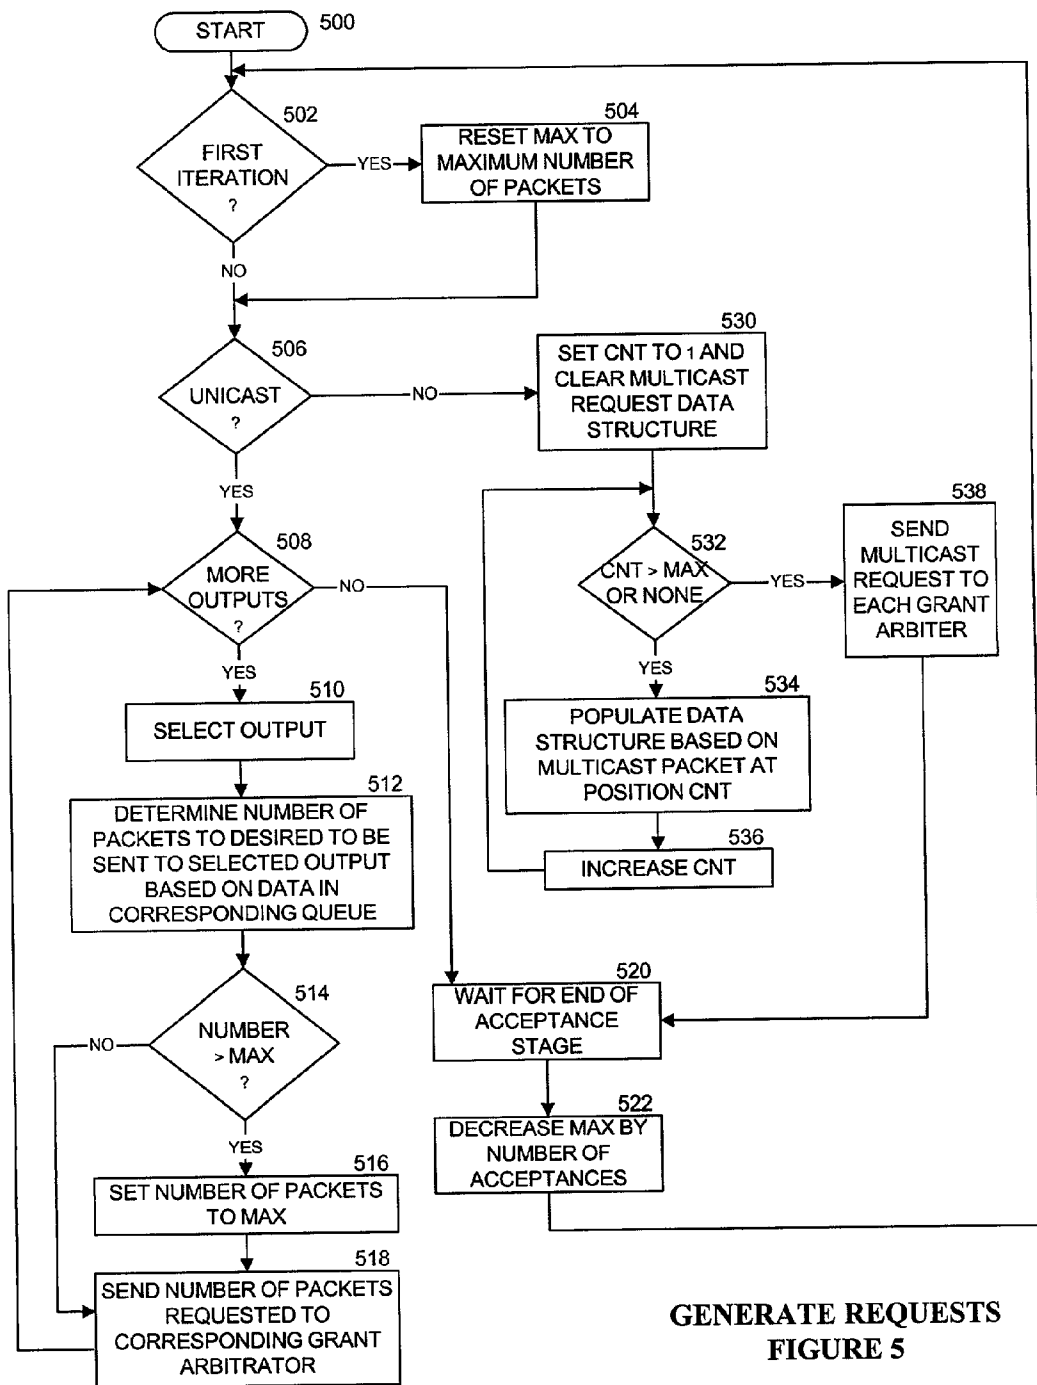 START
500
502
FIRST
ITERATION
?
YES
504
RESET MAX TO
MAXIMUM NUMBER
OF PACKETS
NO
506
UNICAST
?
NO
530
SET CNT TO 1 AND
CLEAR MULTICAST
REQUEST DATA
STRUCTURE
YES
508
MORE
OUTPUTS
?
NO
532
CNT > MAX
OR NONE
YES
538
SEND
MULTICAST
REQUEST TO
EACH GRANT
ARBITER
YES
510
SELECT OUTPUT
YES
534
POPULATE DATA
STRUCTURE BASED ON
MULTICAST PACKET AT
POSITION CNT
512
DETERMINE NUMBER OF
PACKETS TO DESIRED TO BE
SENT TO SELECTED OUTPUT
BASED ON DATA IN
CORRESPONDING QUEUE
536
INCREASE CNT
514
NUMBER
> MAX
?
NO
520
WAIT FOR END OF
ACCEPTANCE
STAGE
YES
522
DECREASE MAX BY
NUMBER OF
ACCEPTANCES
516
SET NUMBER OF PACKETS
TO MAX
518
SEND NUMBER OF PACKETS
REQUESTED TO
CORRESPONDING GRANT
ARBITRATOR
GENERATE REQUESTS
FIGURE 5